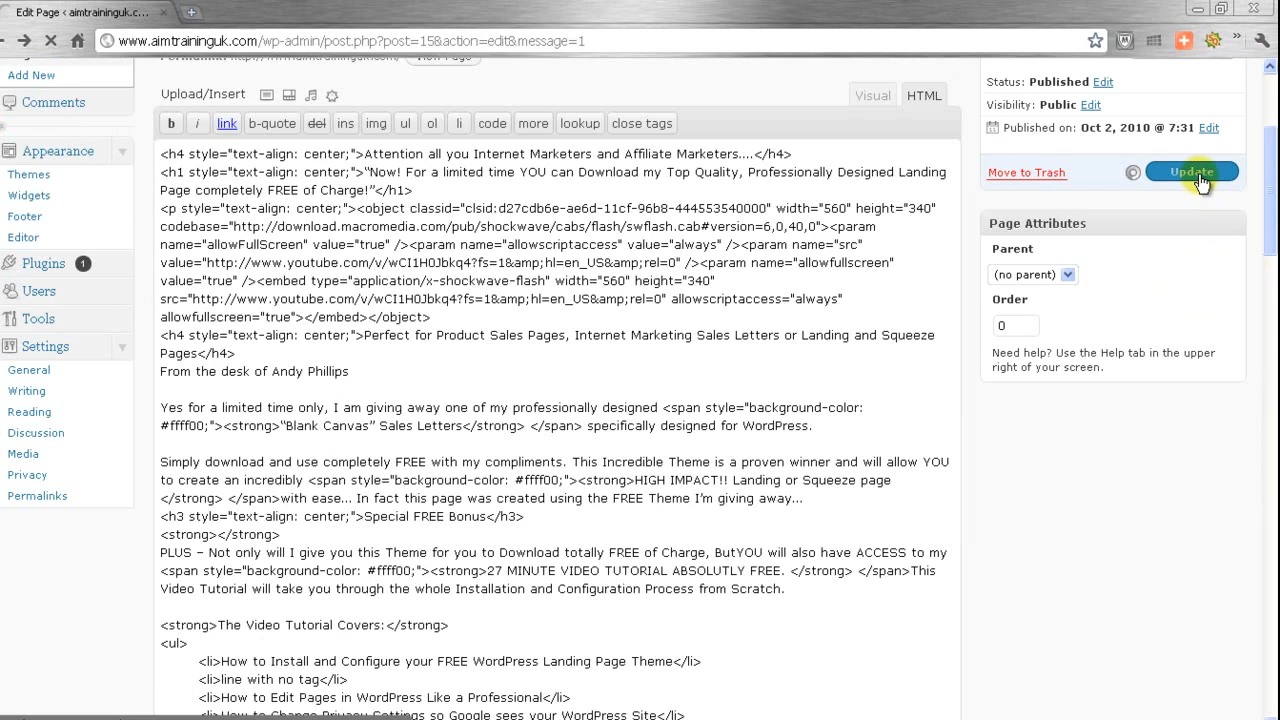 Edit Page < aimtraininguk.c...
www.aimtraininguk.com/wp-admin/post.php?post=15&action=edit&message=1
Add New
Comments
Appearance
Themes
Widgets
Footer
Editor
Plugins 1
Users
Tools
Settings
General
Writing
Reading
Discussion
Media
Privacy
Permalinks
Upload/Insert
Visual
HTML
b
i
link
b-quote
del
ins
img
ul
ol
li
code
more
lookup
close tags
<h4 style="text-align: center;">Attention all you Internet Marketers and Affiliate Marketers....</h4>
<h1 style="text-align: center;">“Now! For a limited time YOU can Download my Top Quality, Professionally Designed Landing
Page completely FREE of Charge!”</h1>
<p style="text-align: center;"><object classid="clsid:d27cdb6e-ae6d-11cf-96b8-444553540000" width="560" height="340"
codebase="http://download.macromedia.com/pub/shockwave/cabs/flash/swflash.cab#version=6,0,40,0"><param
name="allowFullScreen" value="true" /><param name="allowscriptaccess" value="always" /><param name="src"
value="http://www.youtube.com/v/wCI1H0Jbkq4?fs=1&amp;hl=en_US&amp;rel=0" /><param name="allowfullscreen"
value="true" /><embed type="application/x-shockwave-flash" width="560" height="340"
src="http://www.youtube.com/v/wCI1H0Jbkq4?fs=1&amp;hl=en_US&amp;rel=0" allowscriptaccess="always"
allowfullscreen="true"></embed></object>
<h4 style="text-align: center;">Perfect for Product Sales Pages, Internet Marketing Sales Letters or Landing and Squeeze
Pages</h4>
From the desk of Andy Phillips
Yes for a limited time only, I am giving away one of my professionally designed <span style="background-color:
#ffff00;"><strong>“Blank Canvas” Sales Letters</strong> </span> specifically designed for WordPress.
Simply download and use completely FREE with my compliments. This Incredible Theme is a proven winner and will allow YOU
to create an incredibly <span style="background-color: #ffff00;"><strong>HIGH IMPACT!! Landing or Squeeze page
</strong> </span>with ease... In fact this page was created using the FREE Theme I’m giving away...
<h3 style="text-align: center;">Special FREE Bonus</h3>
<strong></strong>
PLUS – Not only will I give you this Theme for you to Download totally FREE of Charge, ButYOU will also have ACCESS to my
<span style="background-color: #ffff00;"><strong>27 MINUTE VIDEO TUTORIAL ABSOLUTLY FREE. </strong> </span>This
Video Tutorial will take you through the whole Installation and Configuration Process from Scratch.
<strong>The Video Tutorial Covers:</strong>
<ul>
<li>How to Install and Configure your FREE WordPress Landing Page Theme</li>
<li>line with no tag</li>
<li>How to Edit Pages in WordPress Like a Professional</li>
<li>How to Change Privacy Settings so Google sees your WordPress Site</li>
Status: Published Edit
Visibility: Public Edit
Published on: Oct 2, 2010 @ 7:31 Edit
Move to Trash
Update
Page Attributes
Parent
(no parent)
Order
0
Need help? Use the Help tab in the upper
right of your screen.